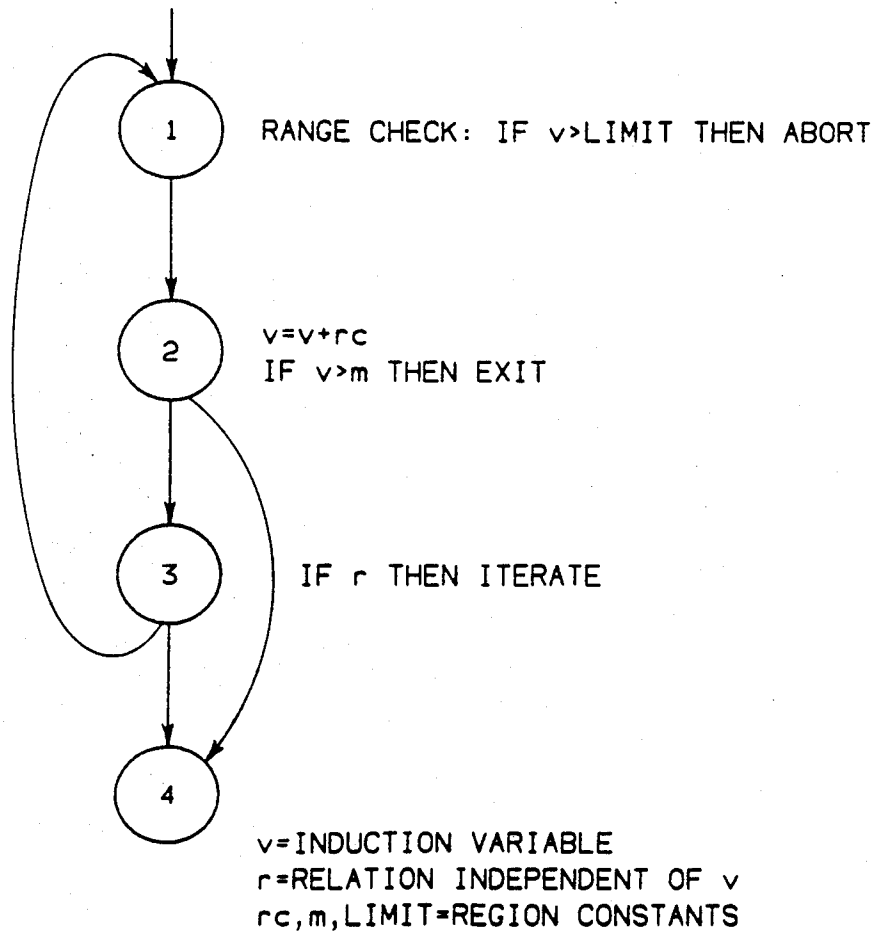 1
RANGE CHECK: IF v>LIMIT THEN ABORT
2
v=v+rc
IF v>m THEN EXIT
3
IF r THEN ITERATE
4
v=INDUCTION VARIABLE
r=RELATION INDEPENDENT OF v
rc,m,LIMIT=REGION CONSTANTS